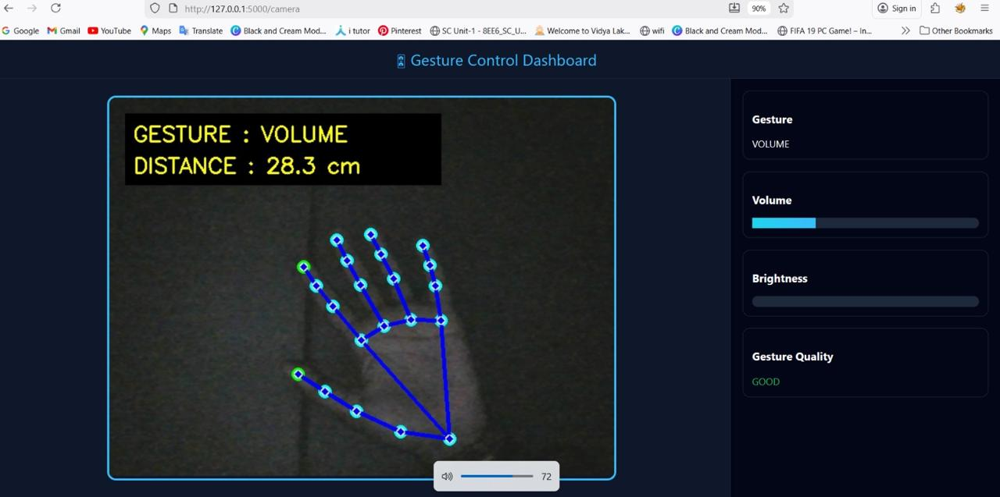 http://127.0.0.1:5000/camera
90%
Sign in
Google
Gmail
YouTube
Maps
Translate
Black and Cream Mod...
i tutor
Pinterest
SC Unit-1 - 8EE6_SC_U...
Welcome to Vidya Lak...
wifi
Black and Cream Mod...
FIFA 19 PC Game! – In...
Other Bookmarks
Gesture Control Dashboard
GESTURE : VOLUME
DISTANCE : 28.3 cm
Gesture
VOLUME
Volume
Brightness
Gesture Quality
GOOD
72